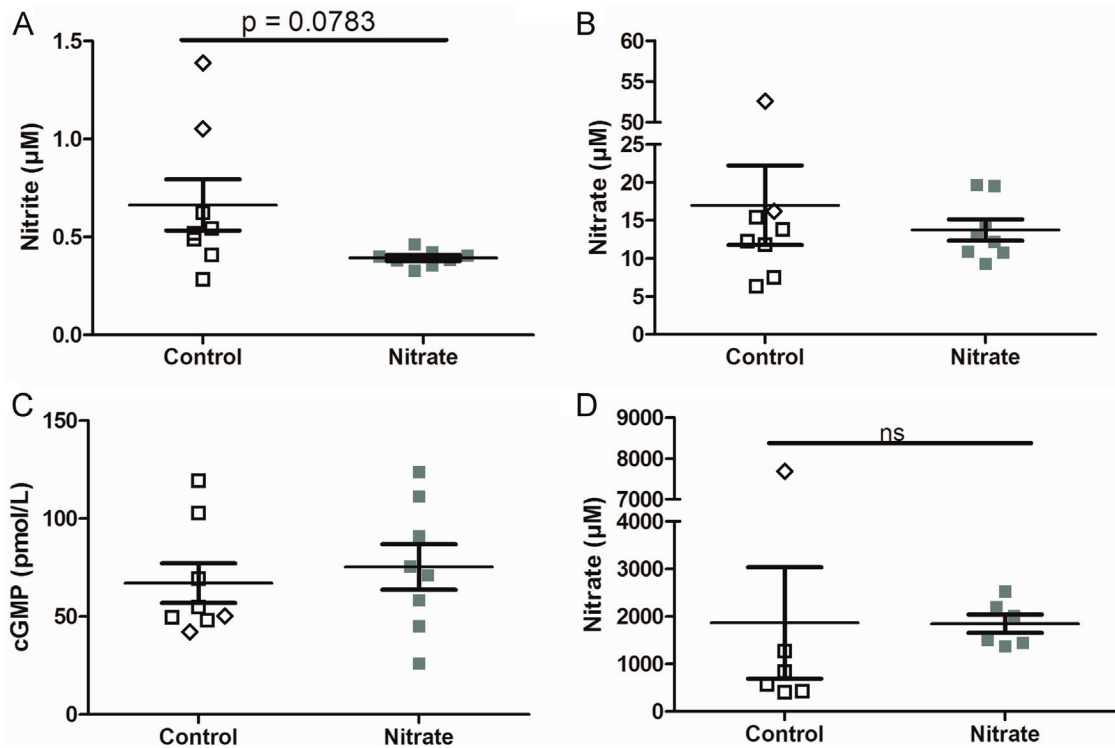 A
p = 0.0783
Nitrite (µM)
1.5
1.0
0.5
0.0
Control Nitrate
B
Nitrate (µM)
60
55
50
25
20
15
10
5
0
Control Nitrate
C
cGMP (pmol/L)
150
100
50
0
Control Nitrate
D
ns
Nitrate (µM)
9000
8000
7000
4000
3000
2000
1000
0
Control Nitrate